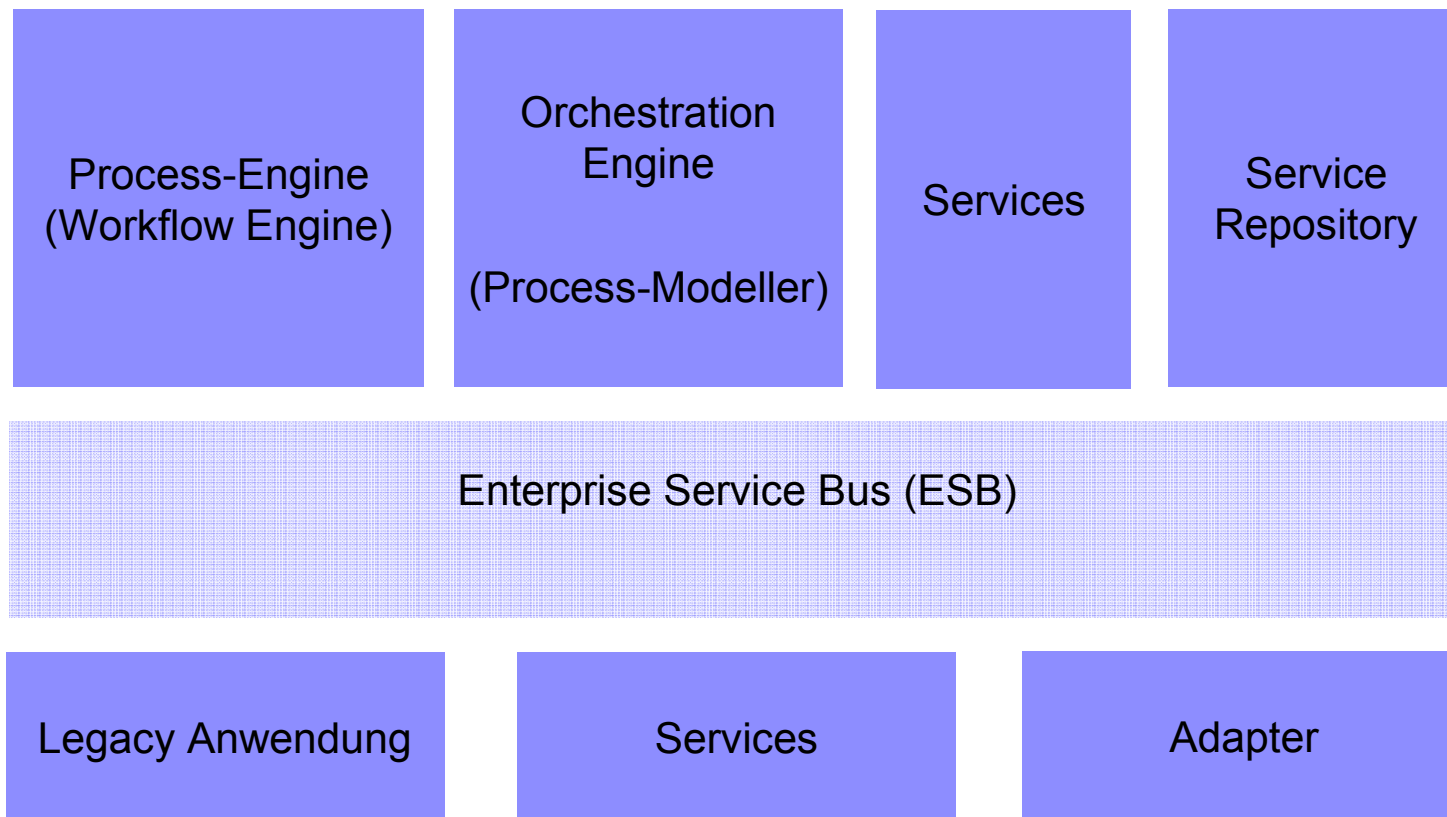 Process-Engine
(Workflow Engine)
Orchestration
Engine
(Process-Modeller)
Services
Service
Repository
Enterprise Service Bus (ESB)
Legacy Anwendung
Services
Adapter